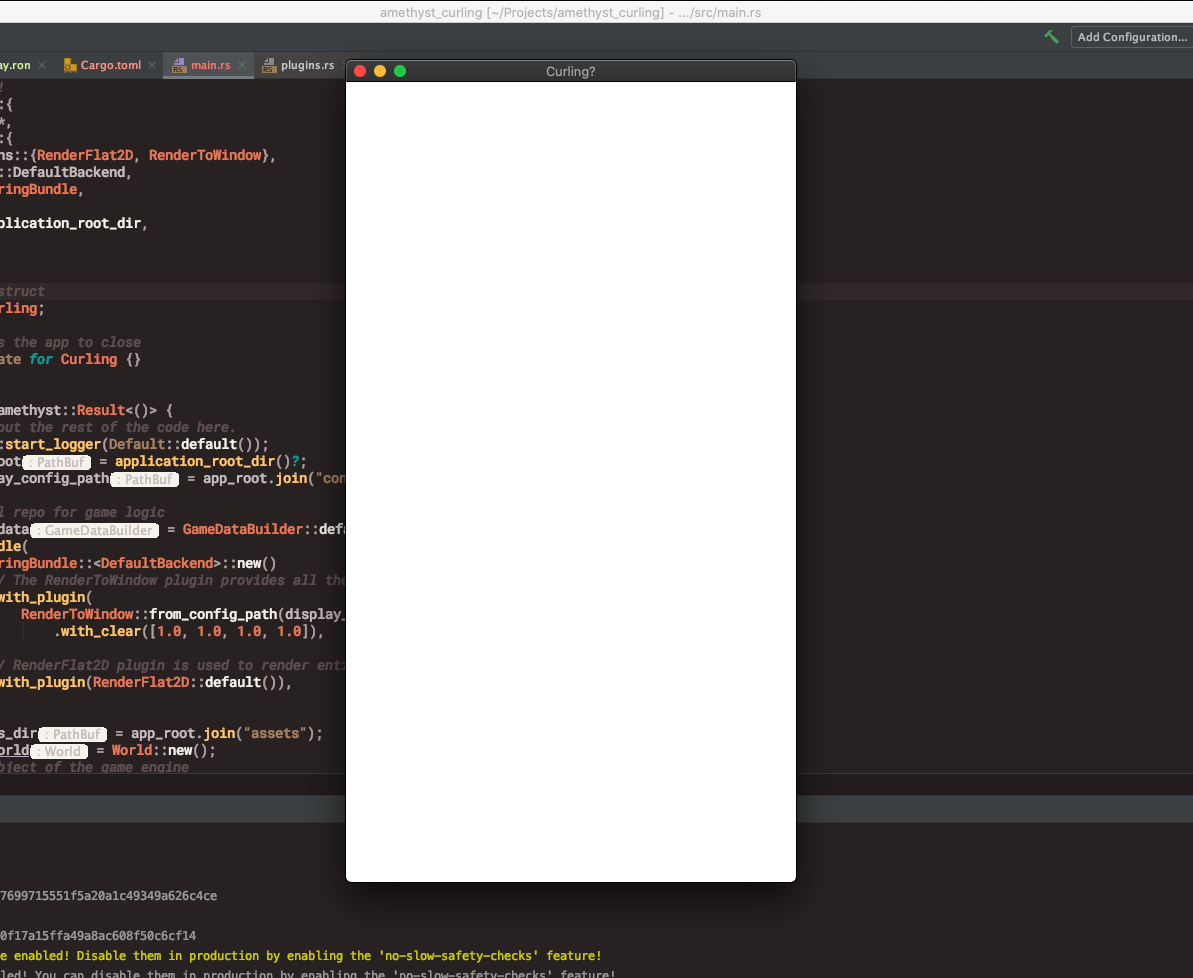 amethyst_curling [~/Projects/amethyst_curling] - .../src/main.rs
Add Configuration...
ay.ron Cargo.toml main.rs plugins.rs
Curling?
!
:{
*,
:{
ns::{RenderFlat2D, RenderToWindow},
::DefaultBackend,
ringBundle,
plication_root_dir,
struct
rling;
s the app to close
ate for Curling {}
amethyst::Result<()> {
put the rest of the code here.
:start_logger(Default::default());
oot : PathBuf = application_root_dir()?;
ay_config_path : PathBuf = app_root.join("con
l repo for game logic
data : GameDataBuilder = GameDataBuilder::defa
dle(
ringBundle::<DefaultBackend>::new()
/ The RenderToWindow plugin provides all the
with_plugin(
RenderToWindow::from_config_path(display_
.with_clear([1.0, 1.0, 1.0, 1.0]),
/ RenderFlat2D plugin is used to render enti
with_plugin(RenderFlat2D::default()),
s_dir : PathBuf = app_root.join("assets");
orld : World = World::new();
bject of the game engine
7699715551f5a20a1c49349a626c4ce
0f17a15ffa49a8ac608f50c6cf14
e enabled! Disable them in production by enabling the 'no-slow-safety-checks' feature!
led! You can disable them in production by enabling the 'no-slow-safety-checks' feature!